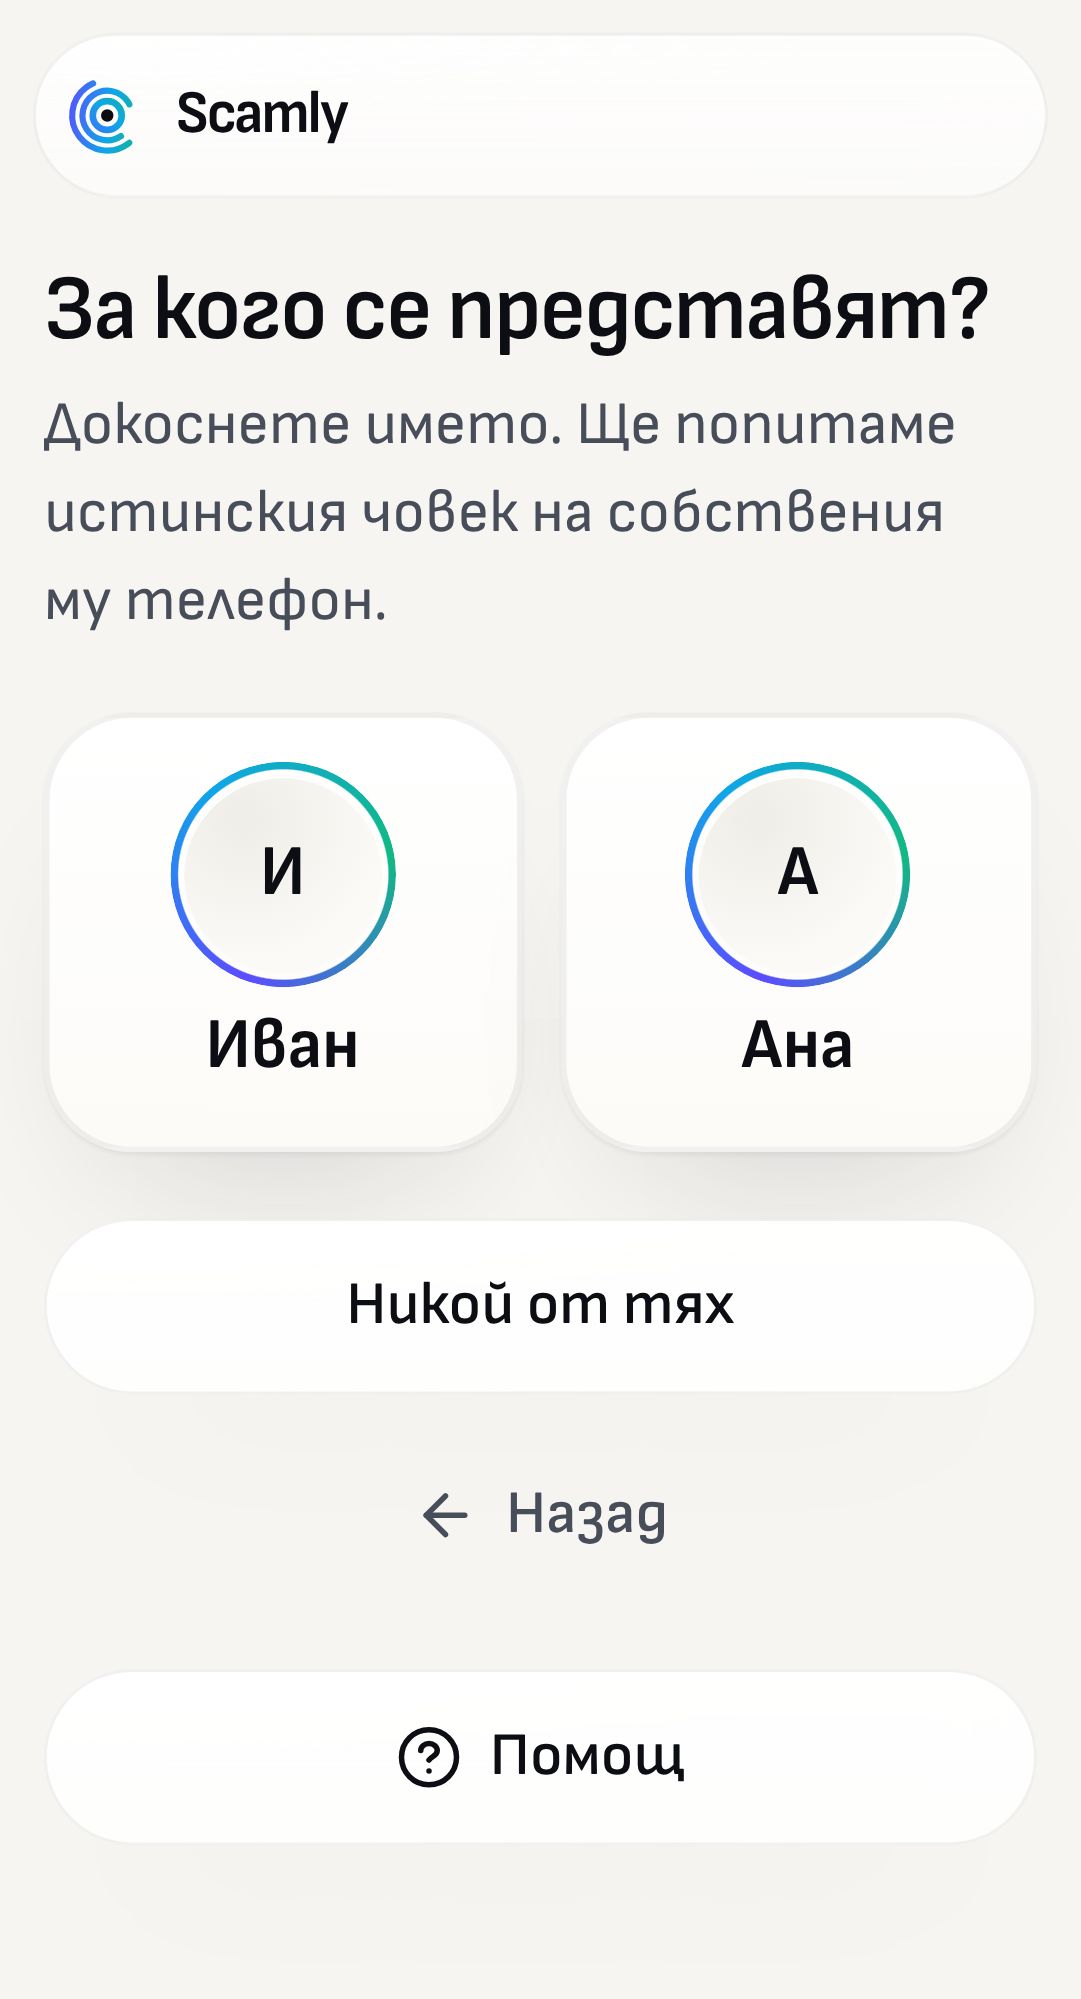 Scamly
За кого се представят?
Докоснете името. Ще попитаме
истинския човек на собствения
му телефон.
И
А
Иван
Ана
Никой от тях
← Назад
? Помощ